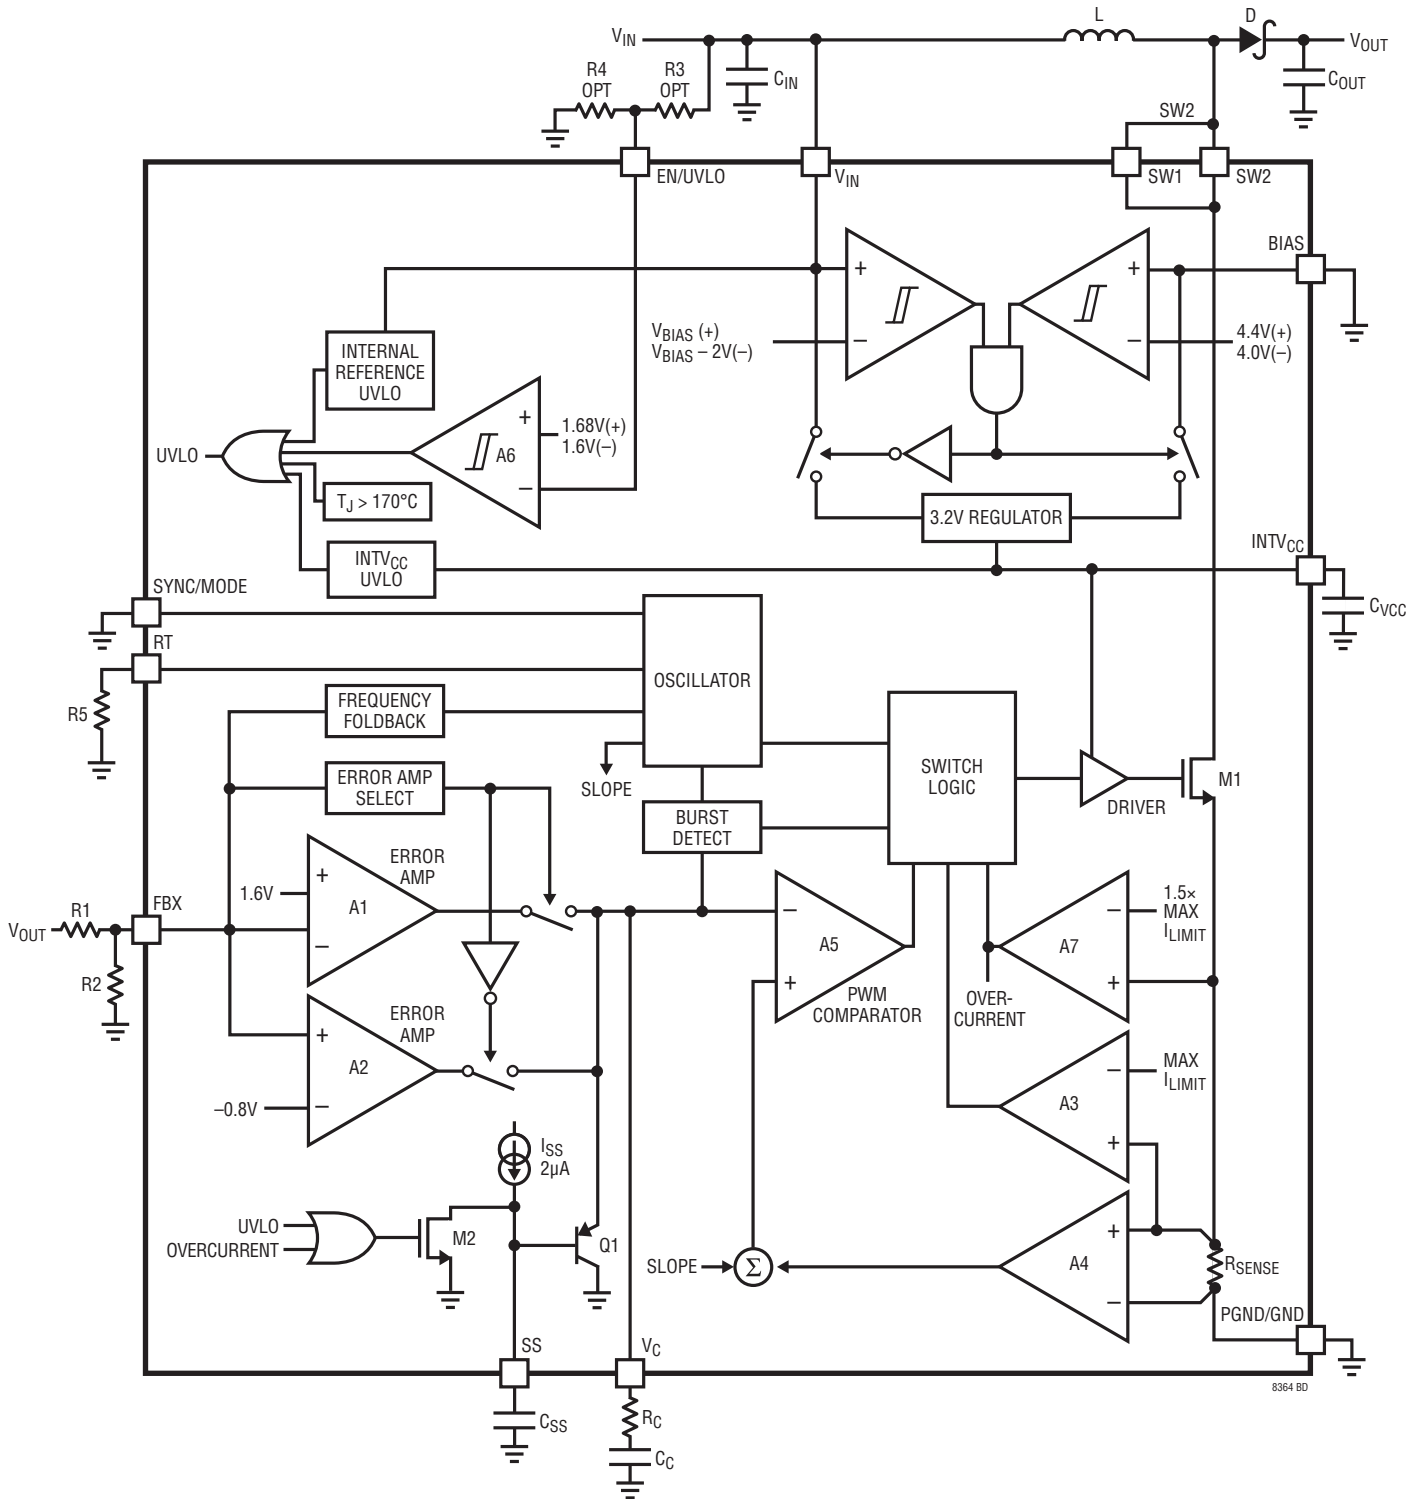 L
D
VIN
VOUT
R4
OPT
R3
OPT
CIN
COUT
SW2
EN/UVLO
VIN
SW1
SW2
BIAS
+
+
VBIAS (+)
VBIAS – 2V(–)
–
–
4.4V(+)
4.0V(–)
INTERNAL
REFERENCE
UVLO
+
1.68V(+)
1.6V(–)
UVLO
A6
–
TJ > 170°C
3.2V REGULATOR
INTVCC
UVLO
INTVCC
SYNC/MODE
CVCC
RT
R5
OSCILLATOR
FREQUENCY
FOLDBACK
SLOPE
ERROR AMP
SELECT
SWITCH
LOGIC
M1
DRIVER
BURST
DETECT
ERROR
AMP
+
1.6V
A1
–
FBX
R1
VOUT
R2
–
A5
+
PWM
COMPARATOR
–
1.5×
MAX
ILIMIT
A7
+
OVER-
CURRENT
ERROR
AMP
+
A2
–0.8V
–
–
MAX
ILIMIT
A3
+
ISS
2µA
UVLO
OVERCURRENT
M2
Q1
SLOPE
Σ
+
A4
–
RSENSE
PGND/GND
SS
VC
8364 BD
CSS
RC
CC